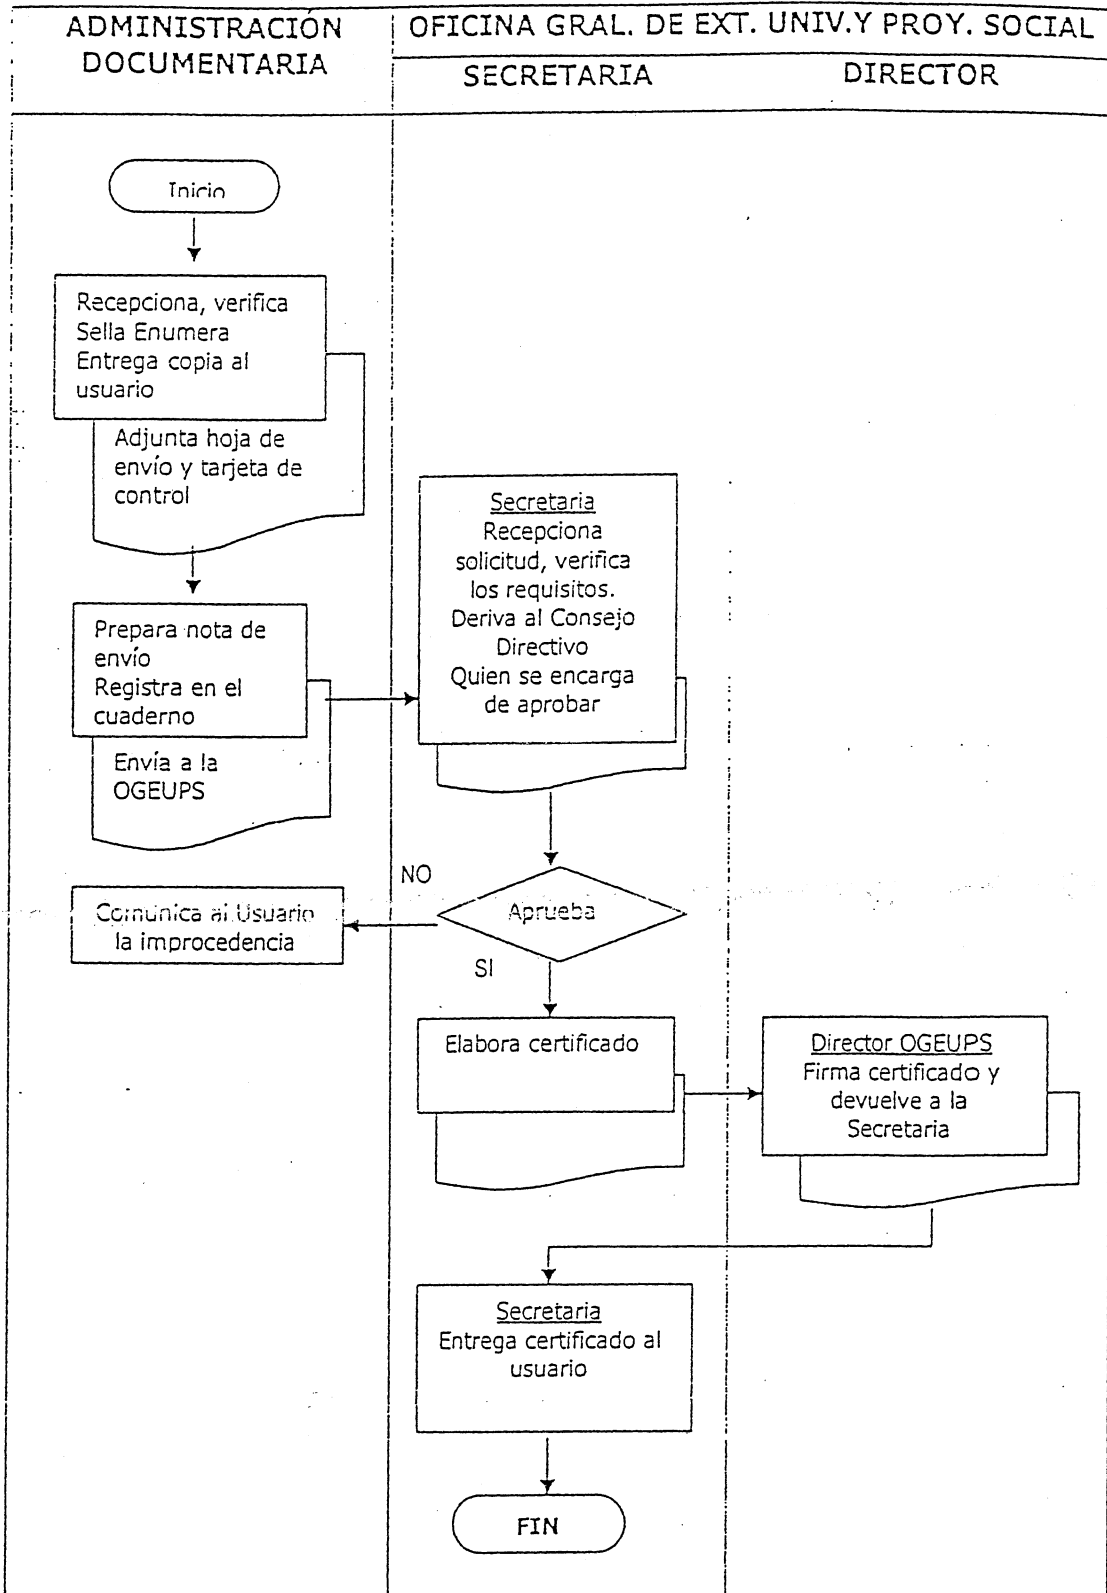 ADMINISTRACIÓN
DOCUMENTARIA
OFICINA GRAL. DE EXT. UNIV.Y PROY. SOCIAL
SECRETARIA
DIRECTOR
Inicio
Recepciona, verifica
Sella Enumera
Entrega copia al
usuario
Adjunta hoja de
envío y tarjeta de
control
Prepara nota de
envío
Registra en el
cuaderno
Envía a la
OGEUPS
Secretaria
Recepciona
solicitud, verifica
los requisitos.
Deriva al Consejo
Directivo
Quien se encarga
de aprobar
Aprueba
NO
Comunica al Usuario
la improcedencia
SI
Elabora certificado
Director OGEUPS
Firma certificado y
devuelve a la
Secretaria
Secretaria
Entrega certificado al
usuario
FIN